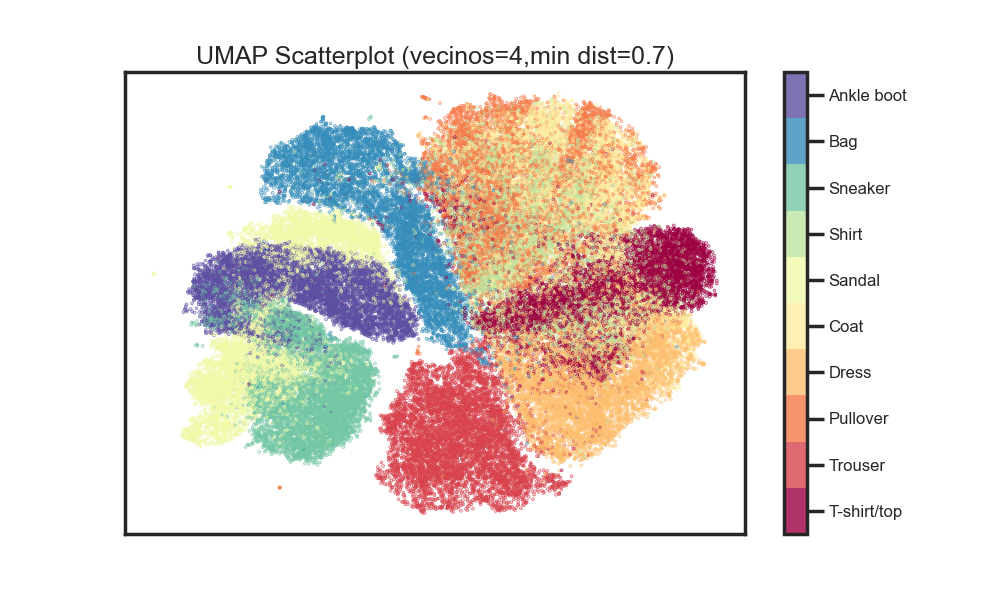 UMAP Scatterplot (vecinos=4,min dist=0.7)
Ankle boot
Bag
Sneaker
Shirt
Sandal
Coat
Dress
Pullover
Trouser
T-shirt/top